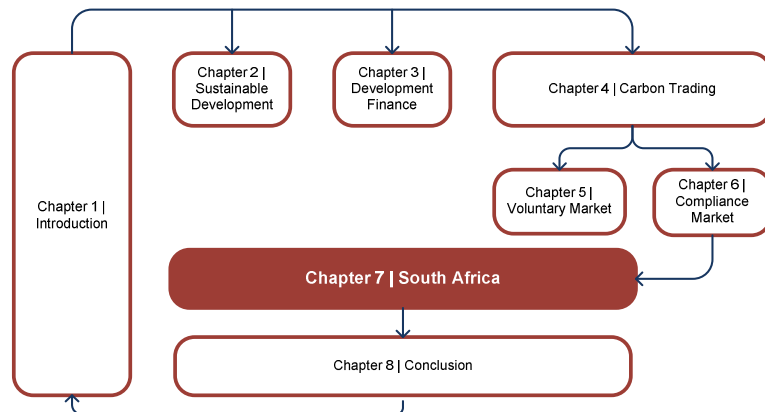 Chapter 1 |
Introduction
Chapter 2 |
Sustainable
Development
Chapter 3 |
Development
Finance
Chapter 4 | Carbon Trading
Chapter 5 |
Voluntary Market
Chapter 6 |
Compliance
Market
Chapter 7 | South Africa
Chapter 8 | Conclusion